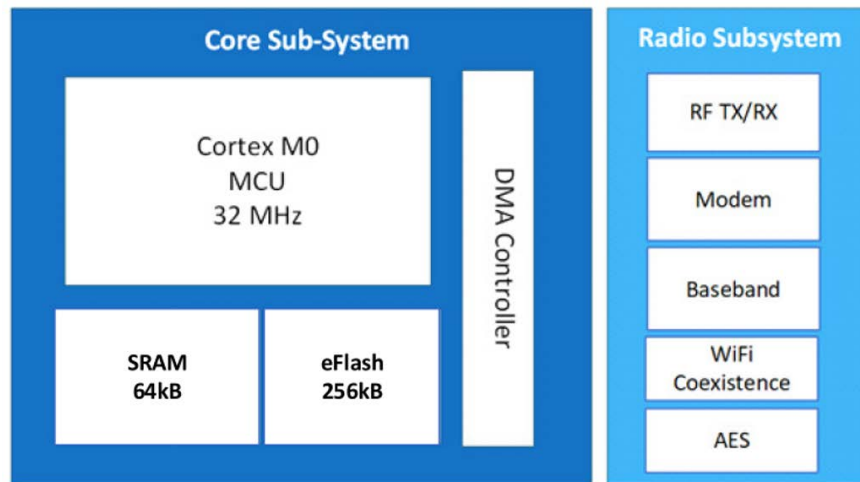 Core Sub-System
Cortex M0
MCU
32 MHz
DMA Controller
SRAM
64kB
eFlash
256kB
Radio Subsystem
RF TX/RX
Modem
Baseband
WiFi
Coexistence
AES